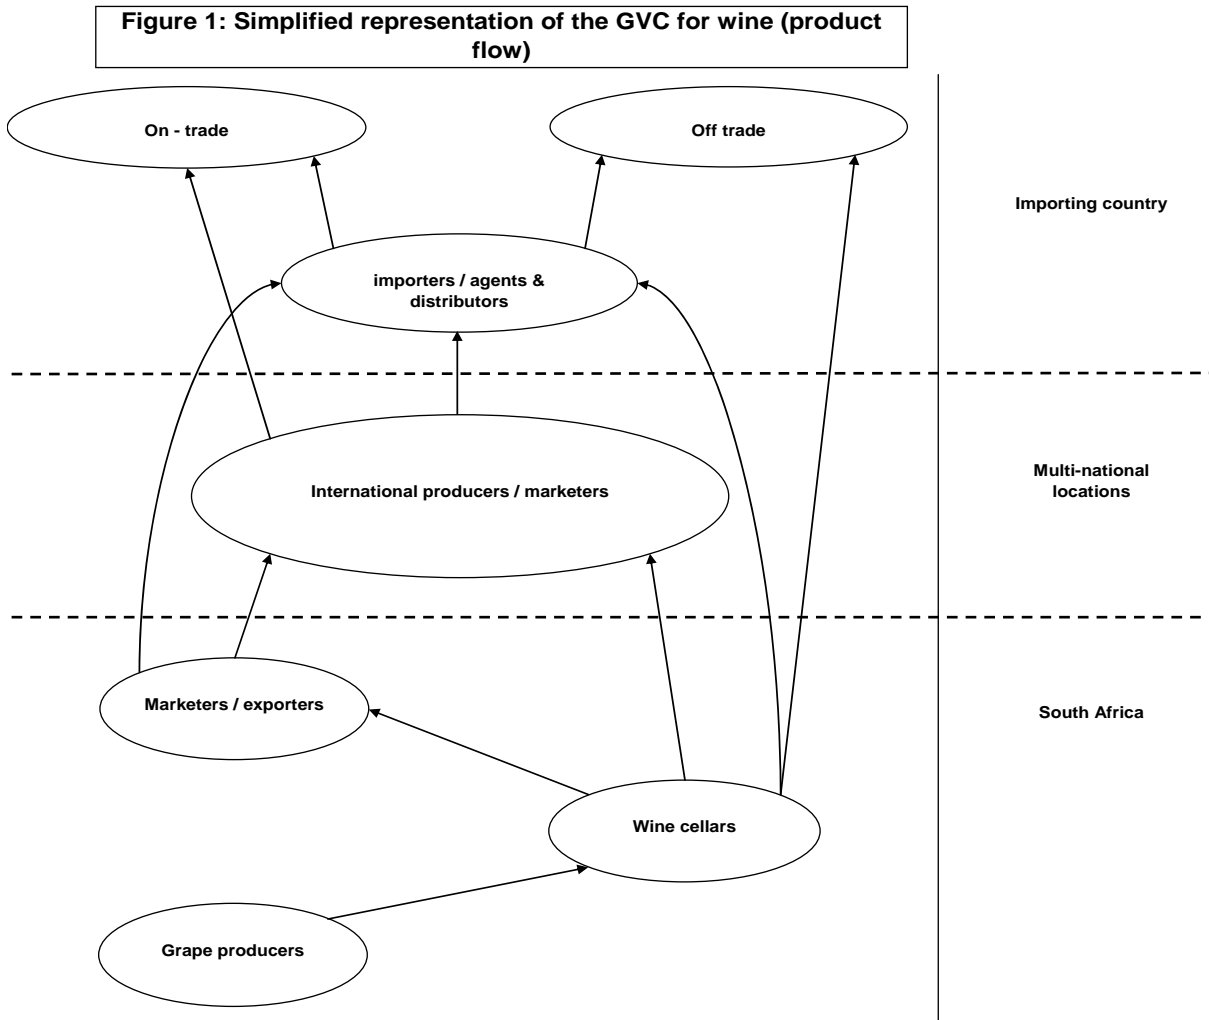 Figure 1: Simplified representation of the GVC for wine (product
flow)
On - trade
Off trade
Importing country
importers / agents &
distributors
International producers / marketers
Multi-national
locations
Marketers / exporters
South Africa
Wine cellars
Grape producers